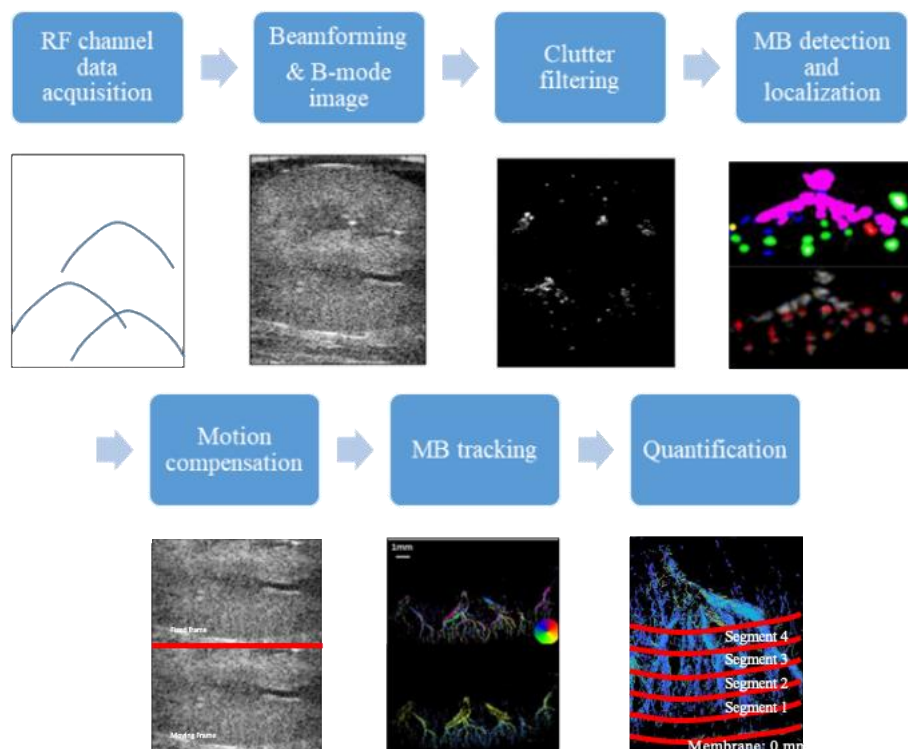 RF channel
data
acquisition
Beamforming
& B-mode
image
Clutter
filtering
MB detection
and
localization
Motion
compensation
MB tracking
Quantification
Fixed frame
Moving Frame
1mm
Segment 4
Segment 3
Segment 2
Segment 1
Membrane: 0 mm